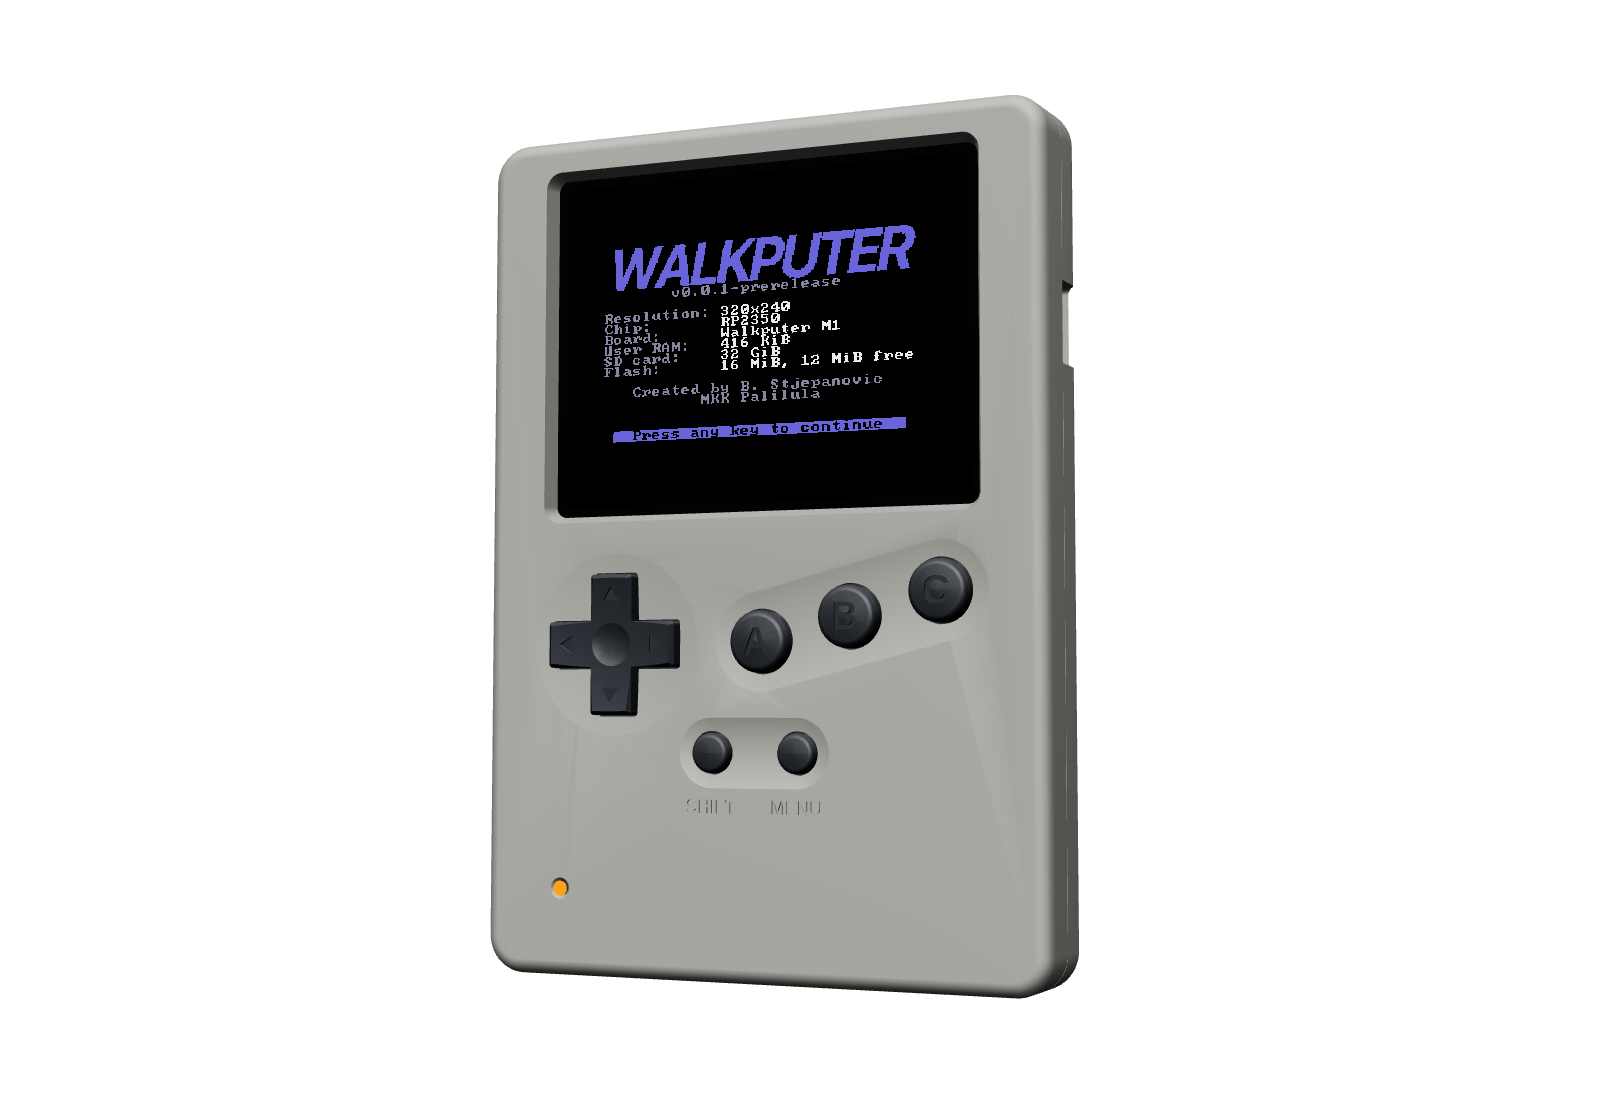 WALKPUTER
v0.0.1-prerelease
Resolution: 320x240
Chip: RP2350
Board: Walkputer M1
User RAM: 416 KiB
SD card: 32 GiB
Flash: 16 MiB, 12 MiB free
Created by B. Stjepanovic
MKK Palilula
Press any key to continue
A B C
SHIFT MENU